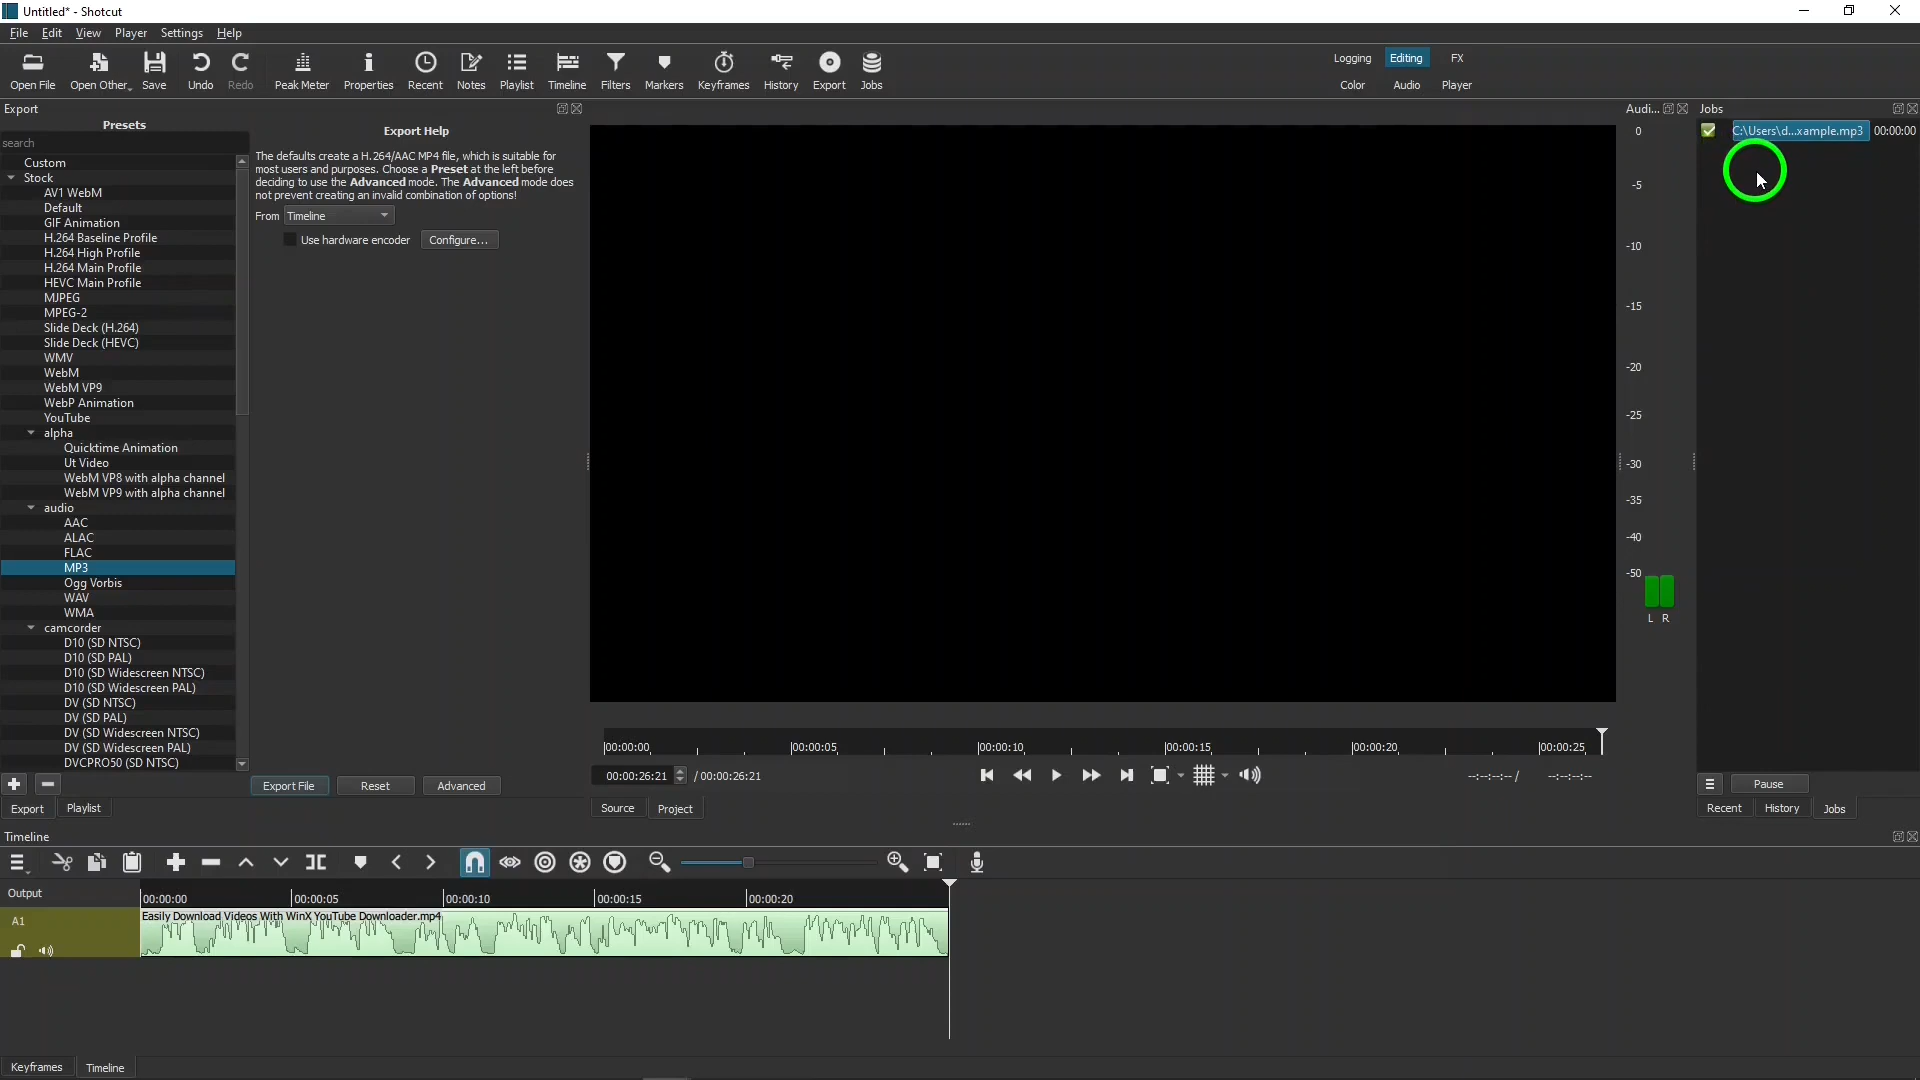 Untitled* - Shotcut
File Edit View Player Settings Help
Open File Open Other.. Save Undo Redo Peak Meter Properties Recent Notes Playlist Timeline Filters Markers Keyframes History Export Jobs
Logging Editing FX
Color Audio Player
Export
Presets
search
Custom
Stock
AV1 WebM
Default
GIF Animation
H.264 Baseline Profile
H.264 High Profile
H.264 Main Profile
HEVC Main Profile
MJPEG
MPEG-2
Slide Deck (H.264)
Slide Deck (HEVC)
WMV
WebM
WebM VP9
WebP Animation
YouTube
alpha
Quicktime Animation
Ut Video
WebM VP8 with alpha channel
WebM VP9 with alpha channel
audio
AAC
ALAC
FLAC
MP3
Ogg Vorbis
WAV
WMA
camcorder
D10 (SD NTSC)
D10 (SD PAL)
D10 (SD Widescreen NTSC)
D10 (SD Widescreen PAL)
DV (SD NTSC)
DV (SD PAL)
DV (SD Widescreen NTSC)
DV (SD Widescreen PAL)
DVCPRO50 (SD NTSC)
Export Help
The defaults create a H.264/AAC MP4 file, which is suitable for
most users and purposes. Choose a Preset at the left before
deciding to use the Advanced mode. The Advanced mode does
not prevent creating an invalid combination of options!
From Timeline
Use hardware encoder Configure...
Export File Reset Advanced
Export Playlist
00:00:00 00:00:05 00:00:10 00:00:15 00:00:20 00:00:25
00:00:26:21 / 00:00:26:21
--:--:--:-- / --:--:--:--
Source Project
Audi...
0
-5
-10
-15
-20
-25
-30
-35
-40
-50
L R
Jobs
C:\Users\d...xample.mp3 00:00:00
Pause
Recent History Jobs
Timeline
Output
00:00:00 00:00:05 00:00:10 00:00:15 00:00:20
A1
Easily Download Videos With WinX YouTube Downloader.mp4
Keyframes Timeline